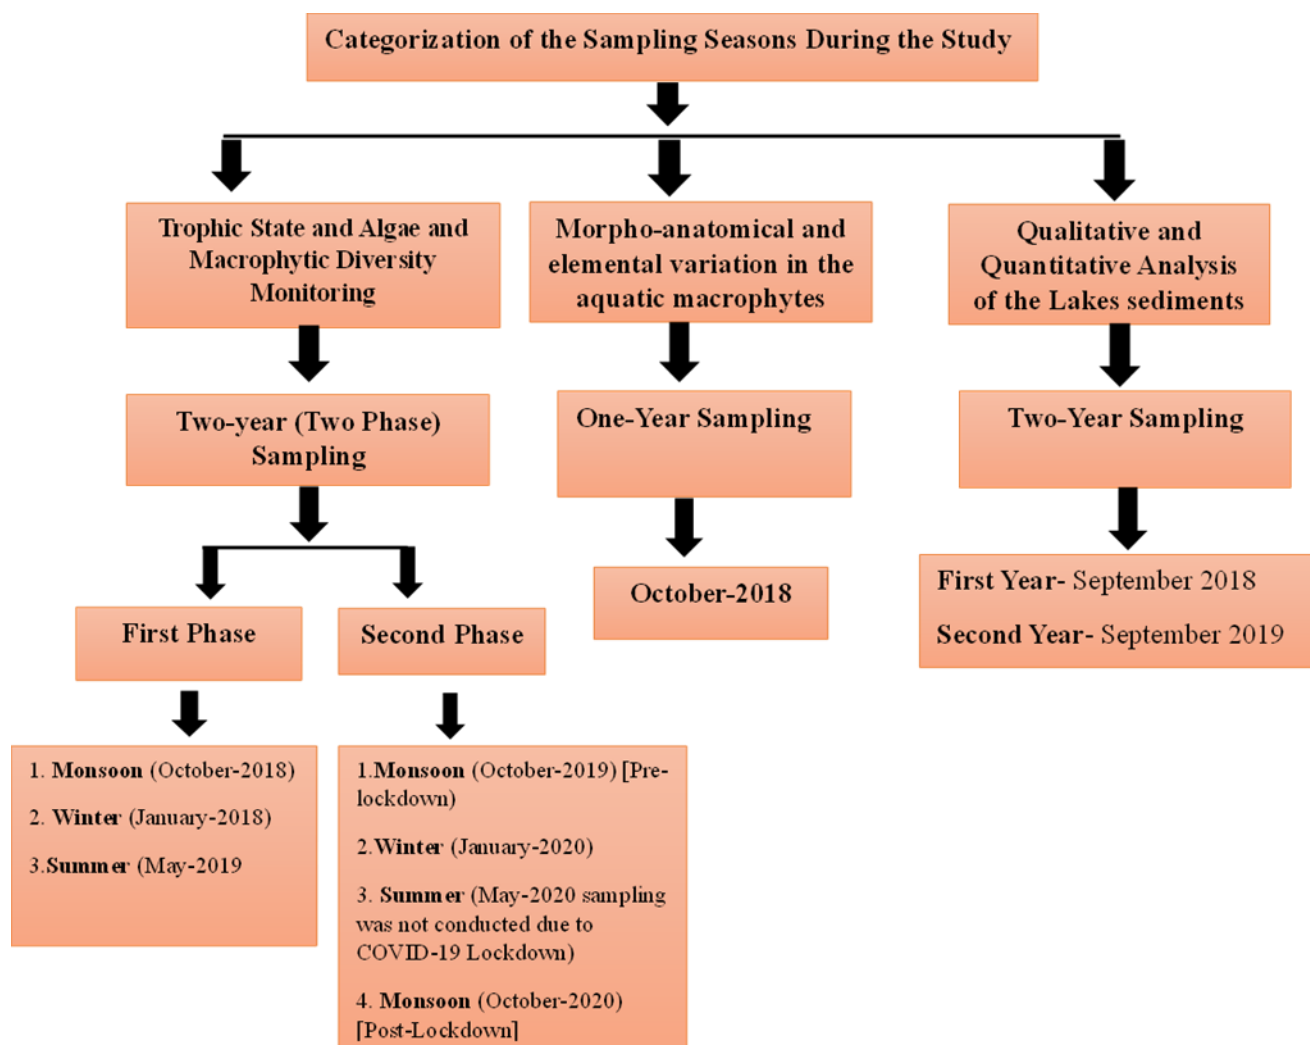 Categorization of the Sampling Seasons During the Study
Trophic State and Algae and
Macrophytic Diversity
Monitoring
Morpho-anatomical and
elemental variation in the
aquatic macrophytes
Qualitative and
Quantitative Analysis
of the Lakes sediments
Two-year (Two Phase)
Sampling
One-Year Sampling
Two-Year Sampling
First Phase
Second Phase
October-2018
First Year- September 2018
Second Year- September 2019
1. Monsoon (October-2018)
2. Winter (January-2018)
3.Summer (May-2019
1.Monsoon (October-2019) [Pre-
lockdown)
2.Winter (January-2020)
3. Summer (May-2020 sampling
was not conducted due to
COVID-19 Lockdown)
4. Monsoon (October-2020)
[Post-Lockdown]